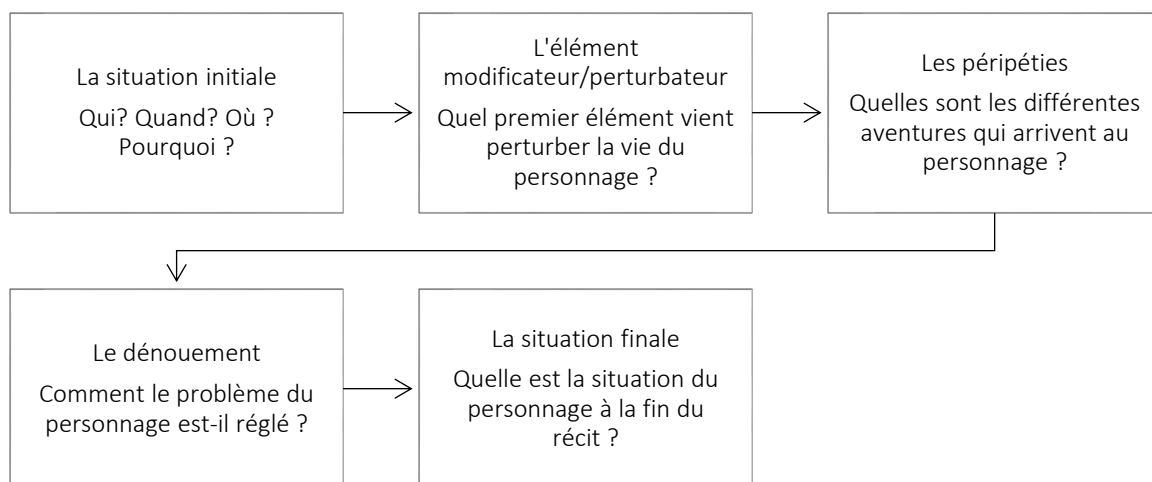 La situation initiale
Qui? Quand? Où ?
Pourquoi ?
L'élément
modificateur/perturbateur
Quel premier élément vient
perturber la vie du
personnage ?
Les péripéties
Quelles sont les différentes
aventures qui arrivent au
personnage ?
Le dénouement
Comment le problème du
personnage est-il réglé ?
La situation finale
Quelle est la situation du
personnage à la fin du
récit ?